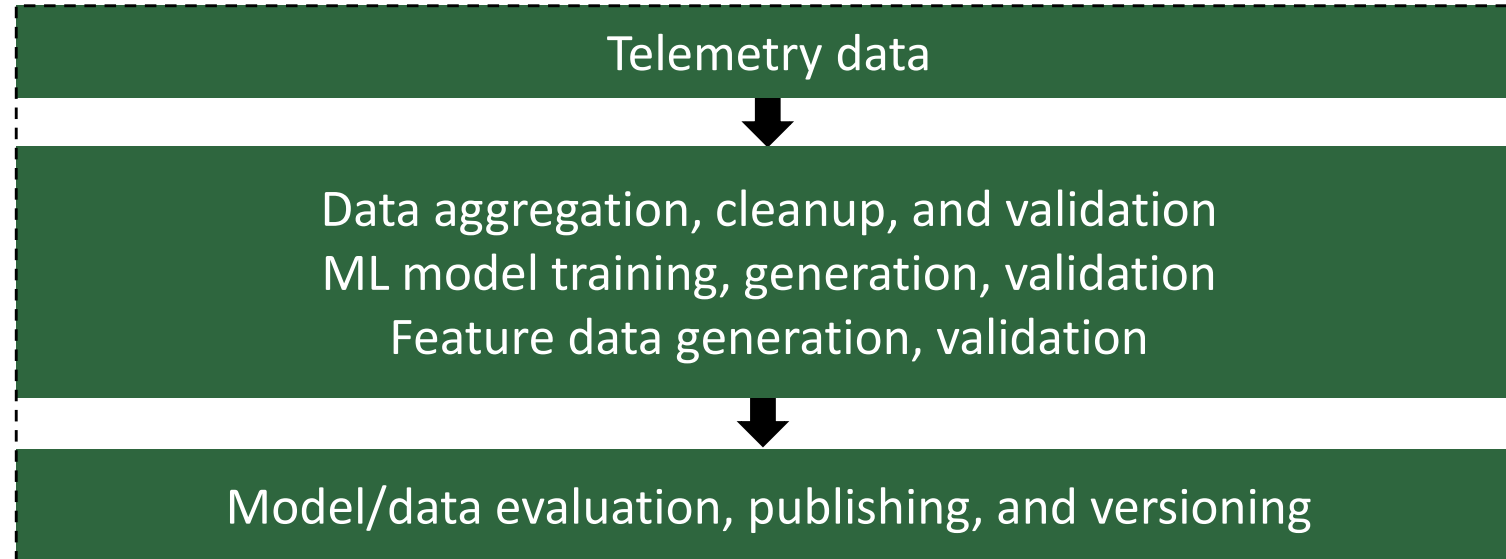 Telemetry data
Data aggregation, cleanup, and validation
ML model training, generation, validation
Feature data generation, validation
Model/data evaluation, publishing, and versioning